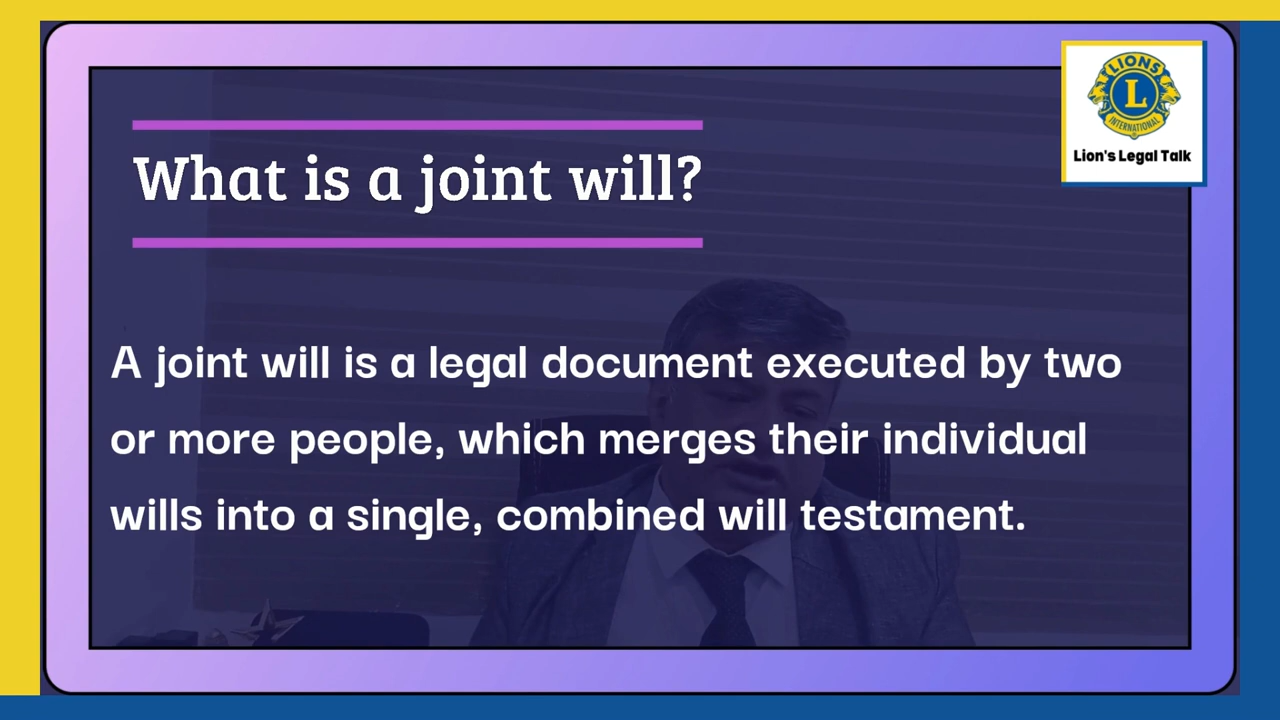 LIONS
L
INTERNATIONAL
Lion's Legal Talk
What is a joint will?
A joint will is a legal document executed by two
or more people, which merges their individual
wills into a single, combined will testament.